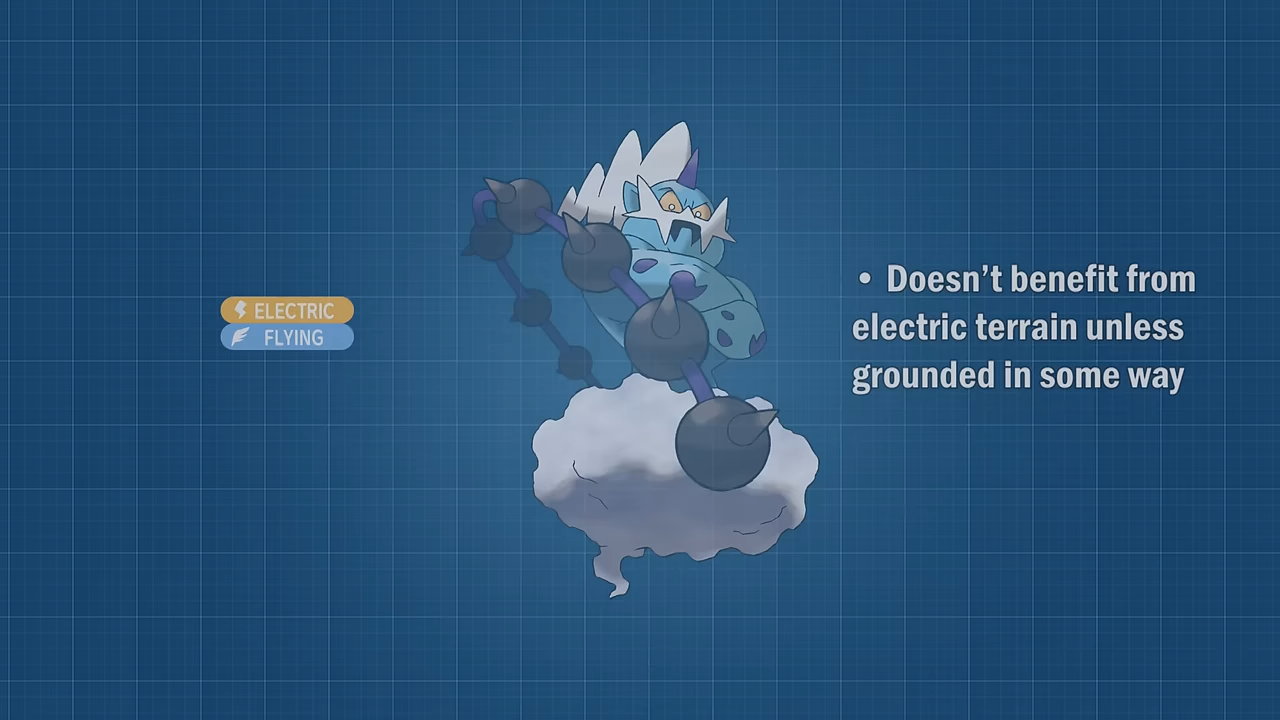 ELECTRIC
FLYING
• Doesn’t benefit from
electric terrain unless
grounded in some way